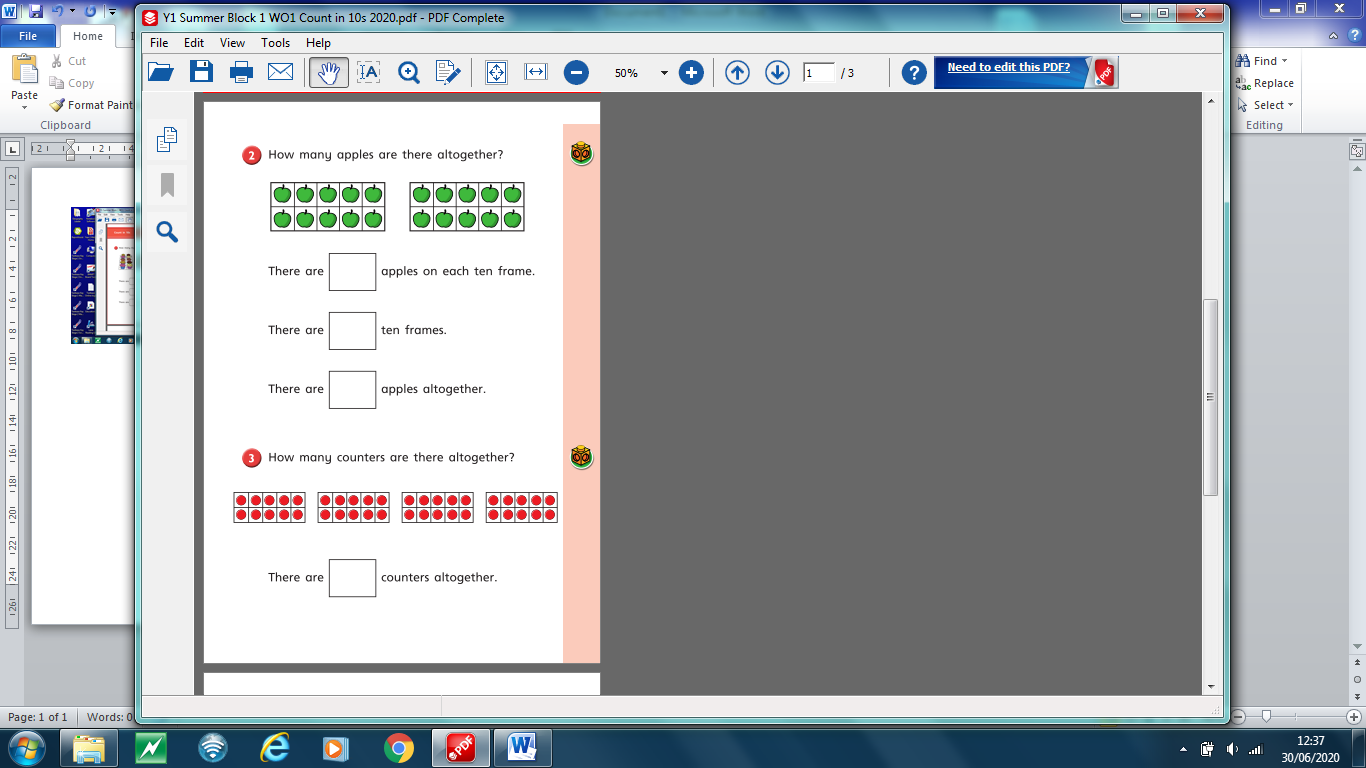 Y1 Summer Block 1 WO1 Count in 10s 2020.pdf - PDF Complete
File
Home
Cut
Copy
Format Paint
Paste
Clipboard
File Edit View Tools Help
50%
1 / 3
Need to edit this PDF?
PDF
Find
Replace
Select
Editing
2 How many apples are there altogether?
There are apples on each ten frame.
There are ten frames.
There are apples altogether.
3 How many counters are there altogether?
There are counters altogether.
Page: 1 of 1 Words: 0
12:37
30/06/2020